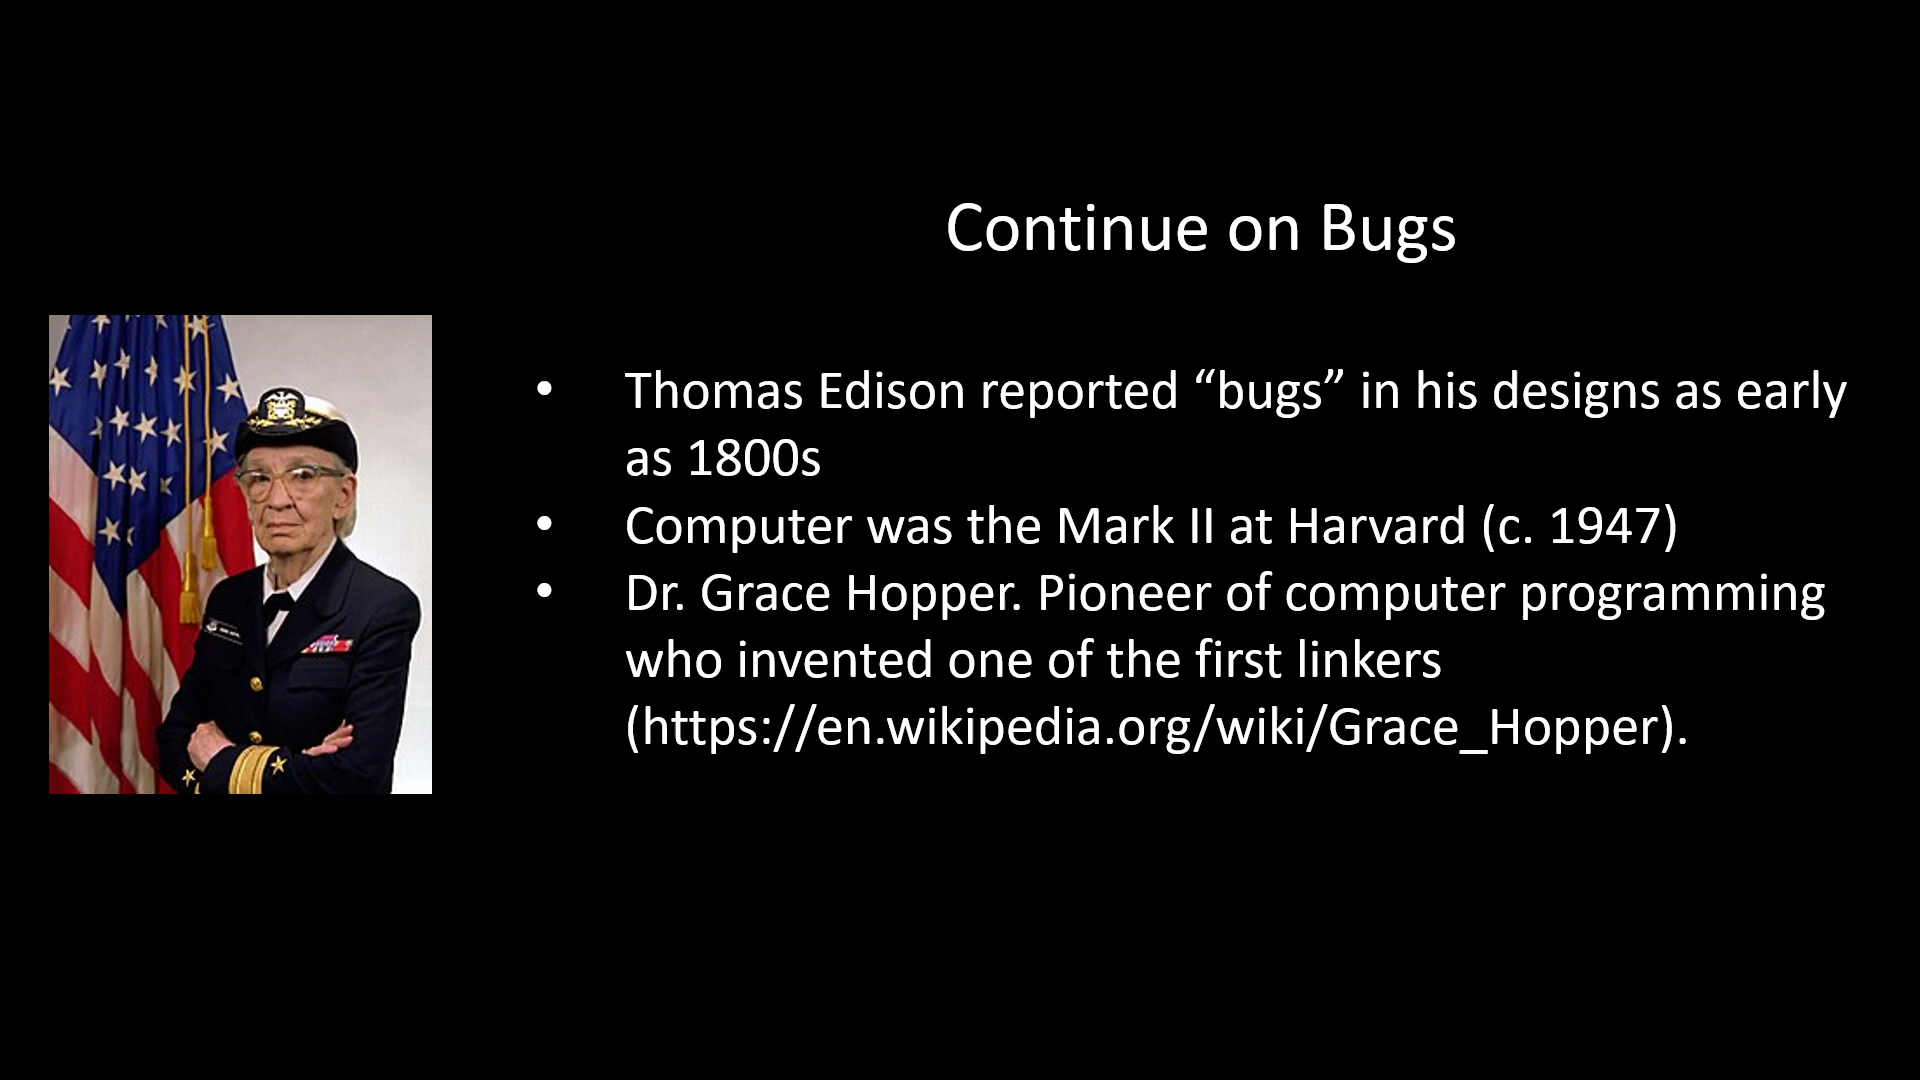 Continue on Bugs
• Thomas Edison reported “bugs” in his designs as early
as 1800s
• Computer was the Mark II at Harvard (c. 1947)
• Dr. Grace Hopper. Pioneer of computer programming
who invented one of the first linkers
(https://en.wikipedia.org/wiki/Grace_Hopper).